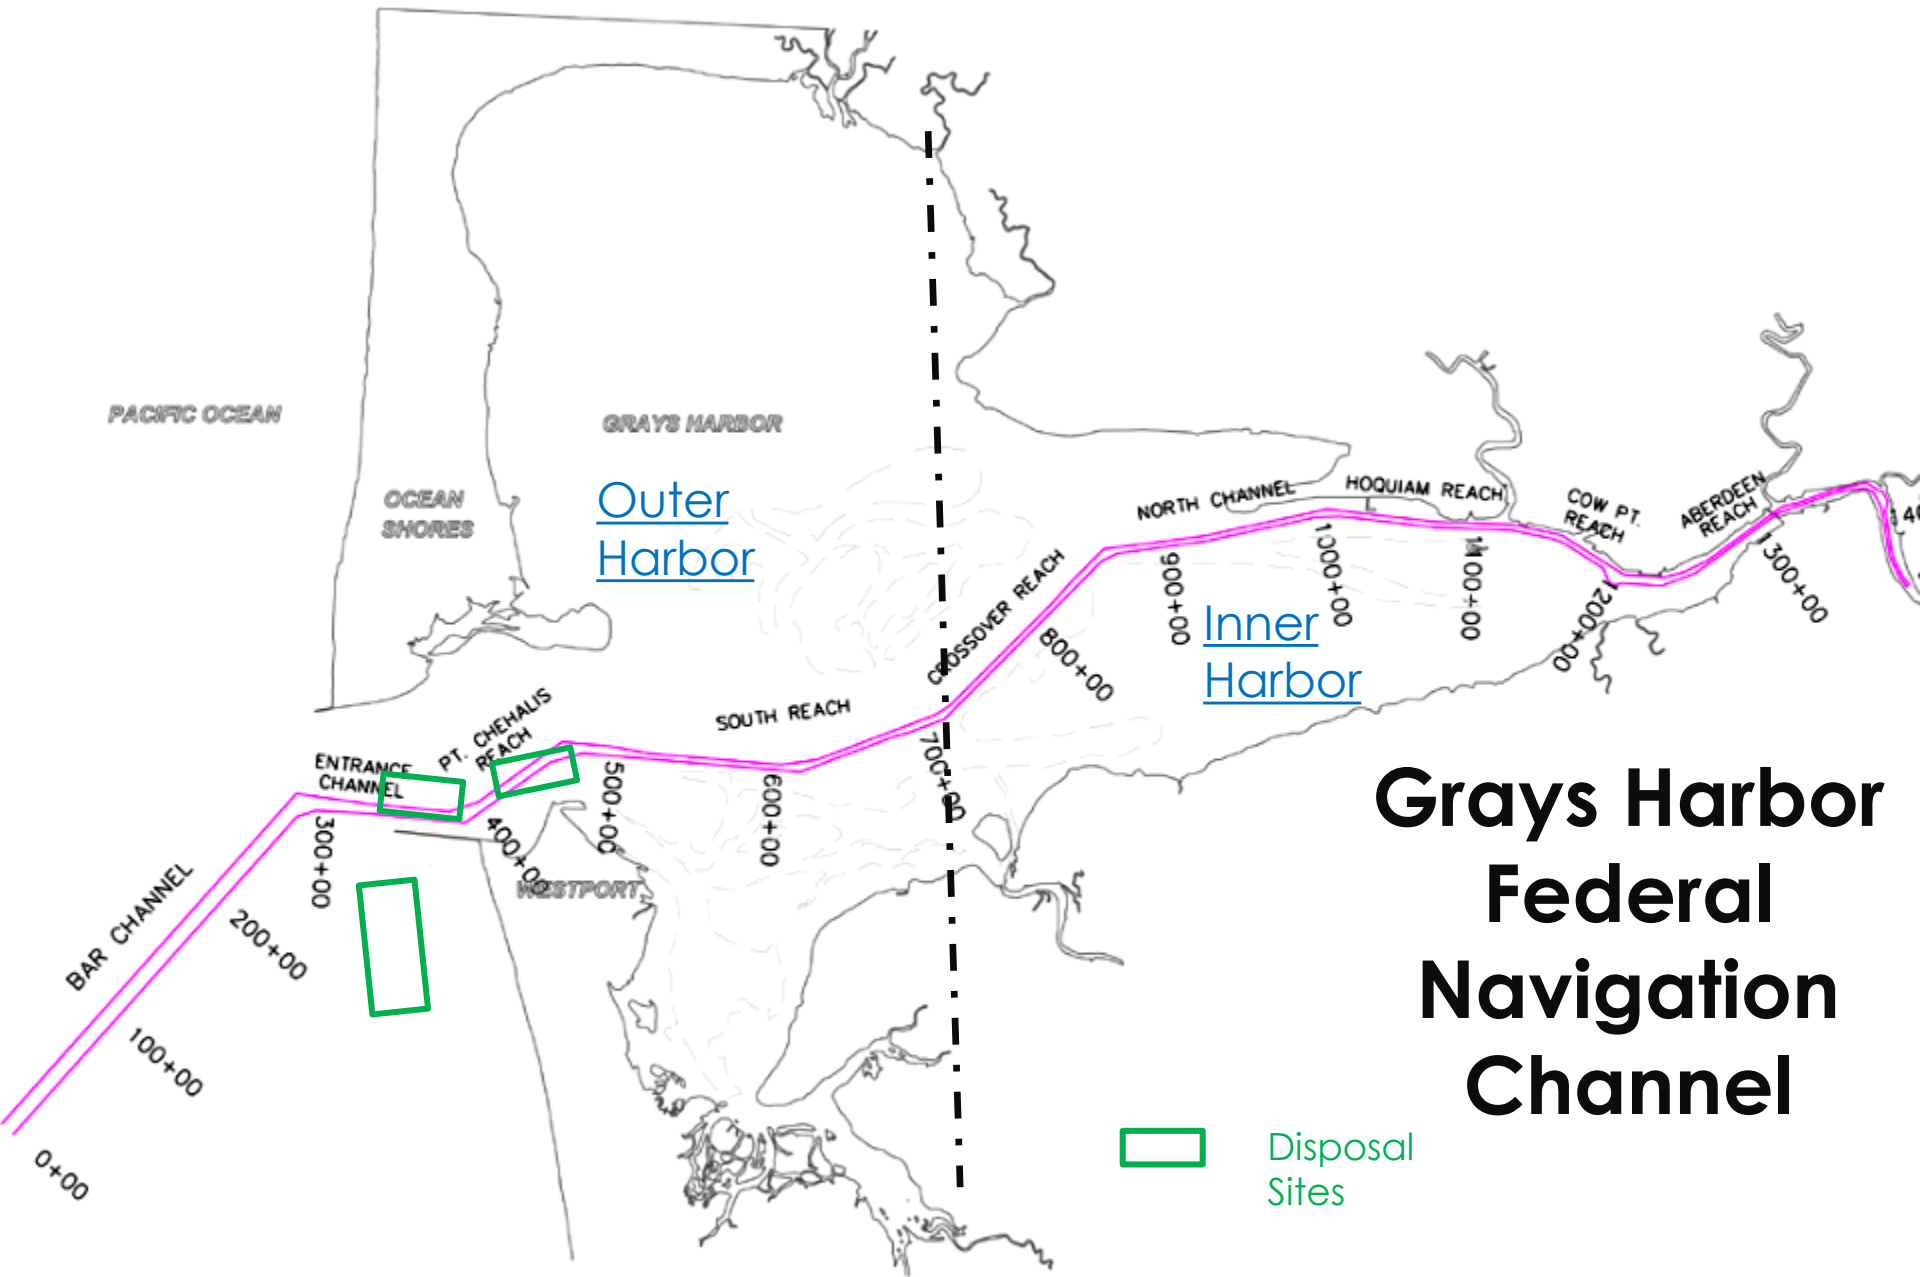 PACIFIC OCEAN
GRAYS HARBOR
OCEAN
SHORES
Outer
Harbor
NORTH CHANNEL
HOQUIAM REACH
COW PT.
REACH
ABERDEEN
REACH
CROSSOVER REACH
Inner
Harbor
SOUTH REACH
PT. CHEHALIS
REACH
ENTRANCE
CHANNEL
BAR CHANNEL
WESTPORT
0+00
100+00
200+00
300+00
400+00
500+00
600+00
700+00
800+00
900+00
1000+00
1100+00
1200+00
1300+00
Grays Harbor
Federal
Navigation
Channel
Disposal
Sites